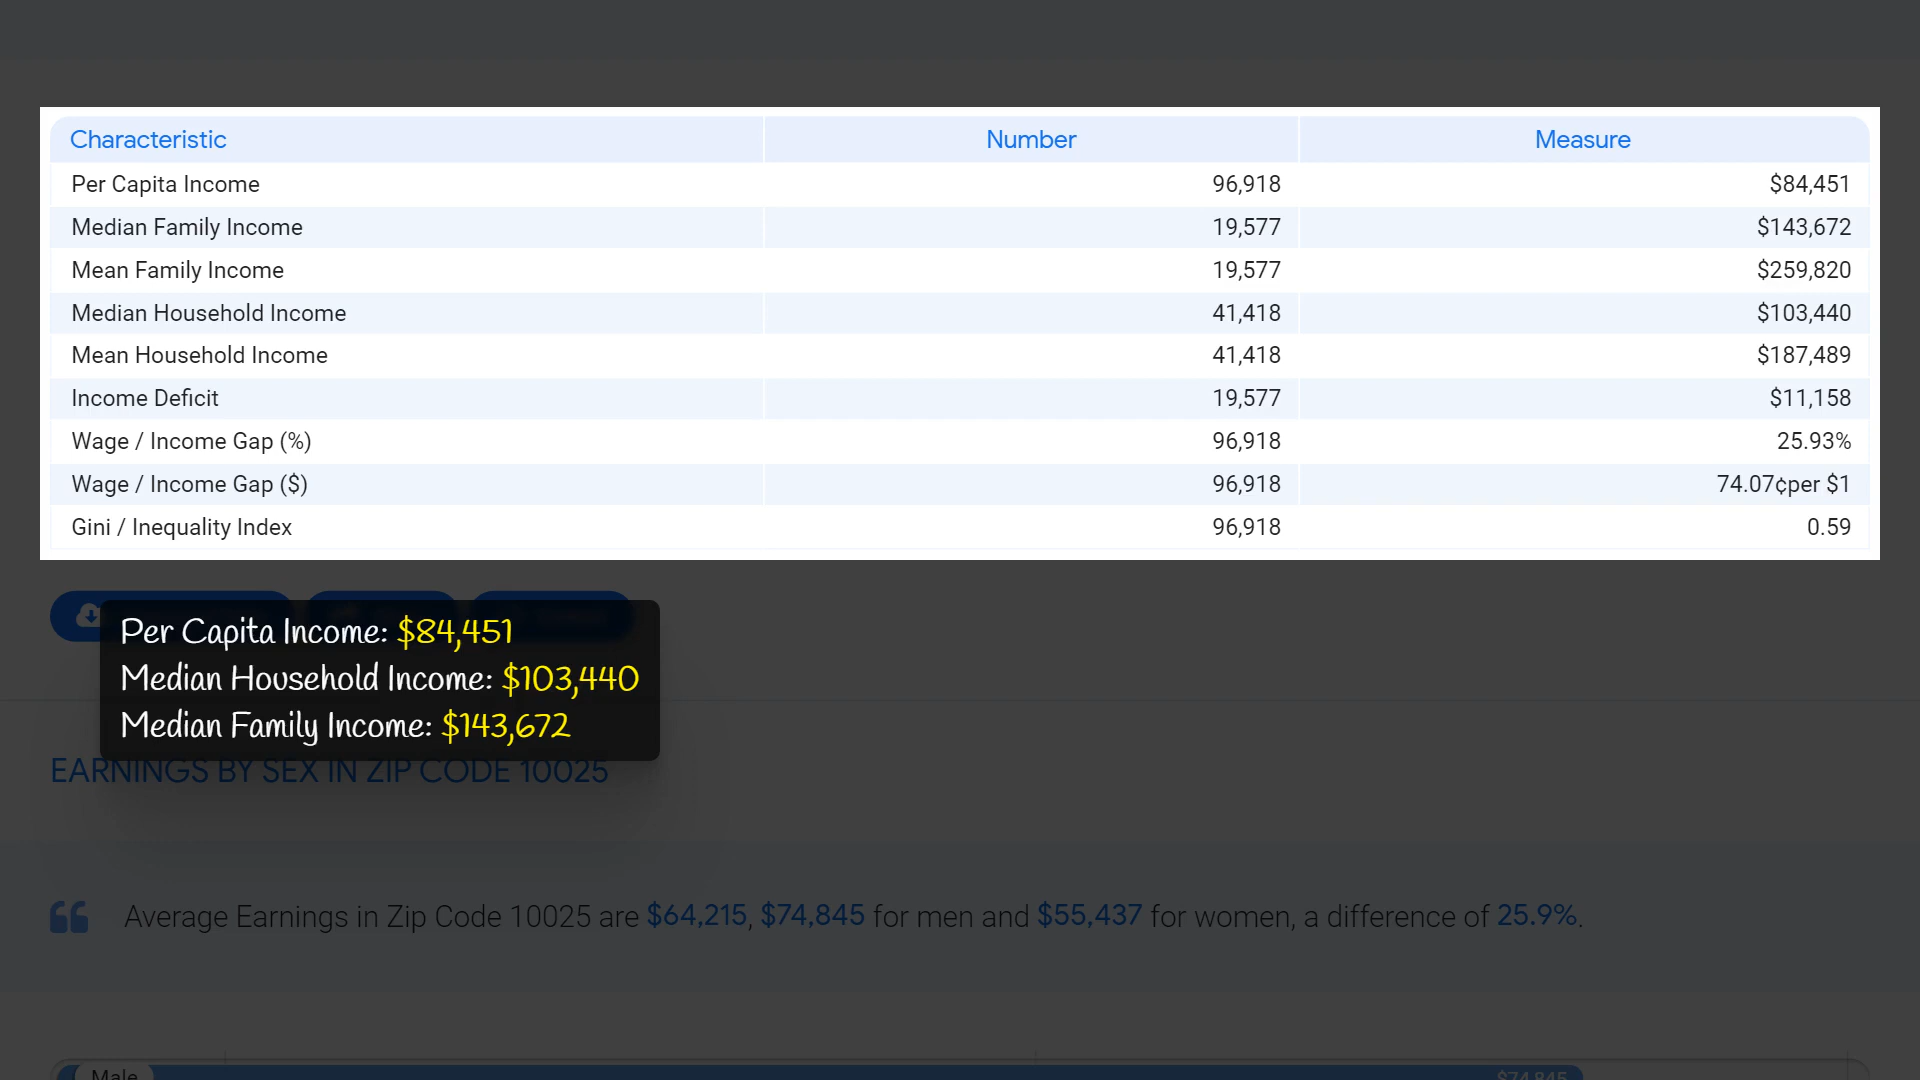 Characteristic Number Measure
Per Capita Income 96,918 $84,451
Median Family Income 19,577 $143,672
Mean Family Income 19,577 $259,820
Median Household Income 41,418 $103,440
Mean Household Income 41,418 $187,489
Income Deficit 19,577 $11,158
Wage / Income Gap (%) 96,918 25.93%
Wage / Income Gap ($) 96,918 74.07¢per $1
Gini / Inequality Index 96,918 0.59
Per Capita Income: $84,451
Median Household Income: $103,440
Median Family Income: $143,672
EARNINGS BY SEX IN ZIP CODE 10025
Average Earnings in Zip Code 10025 are $64,215, $74,845 for men and $55,437 for women, a difference of 25.9%.
Male $74,845